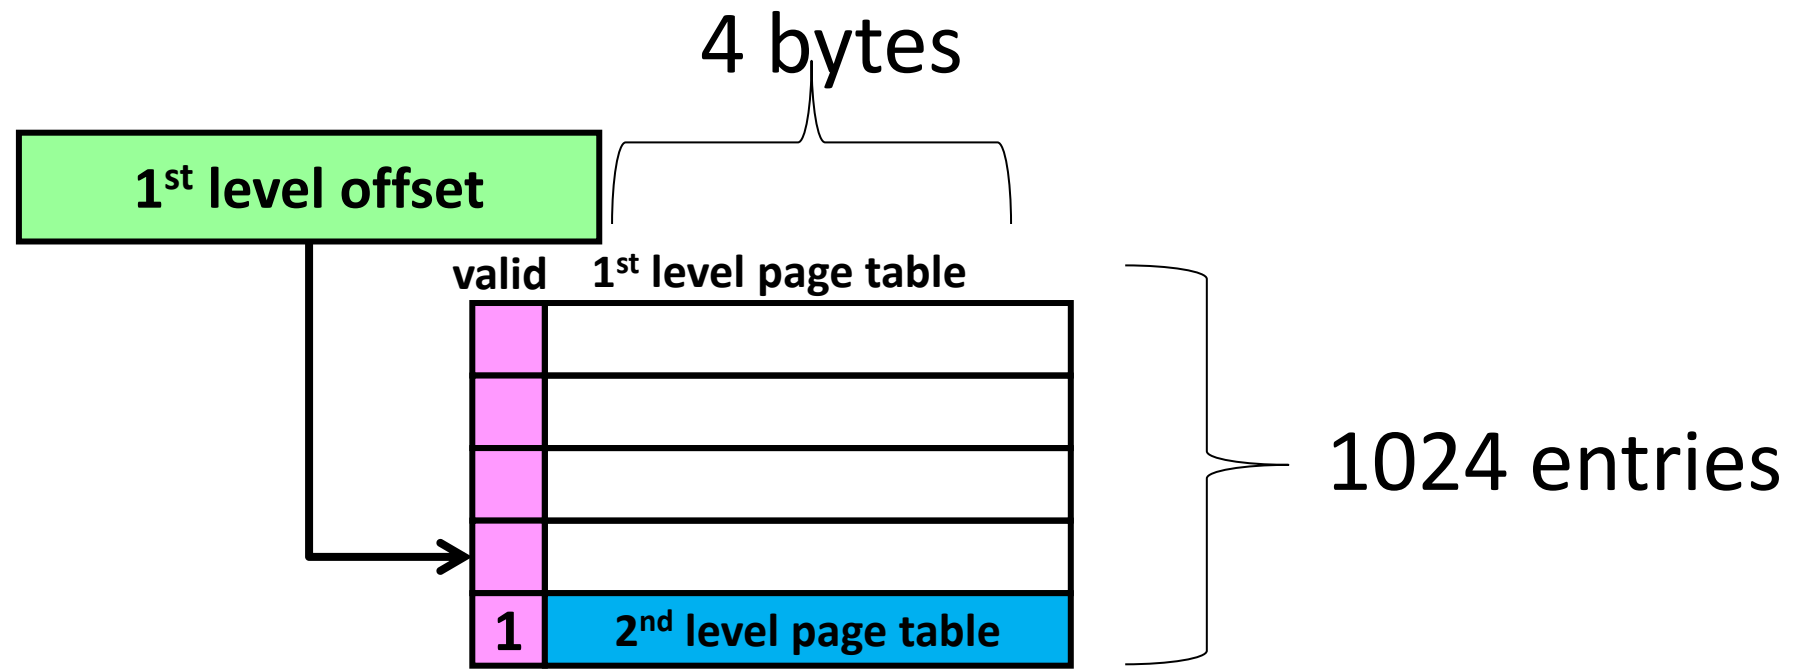 4 bytes
1st level offset
valid 1st level page table
1024 entries
1 2nd level page table